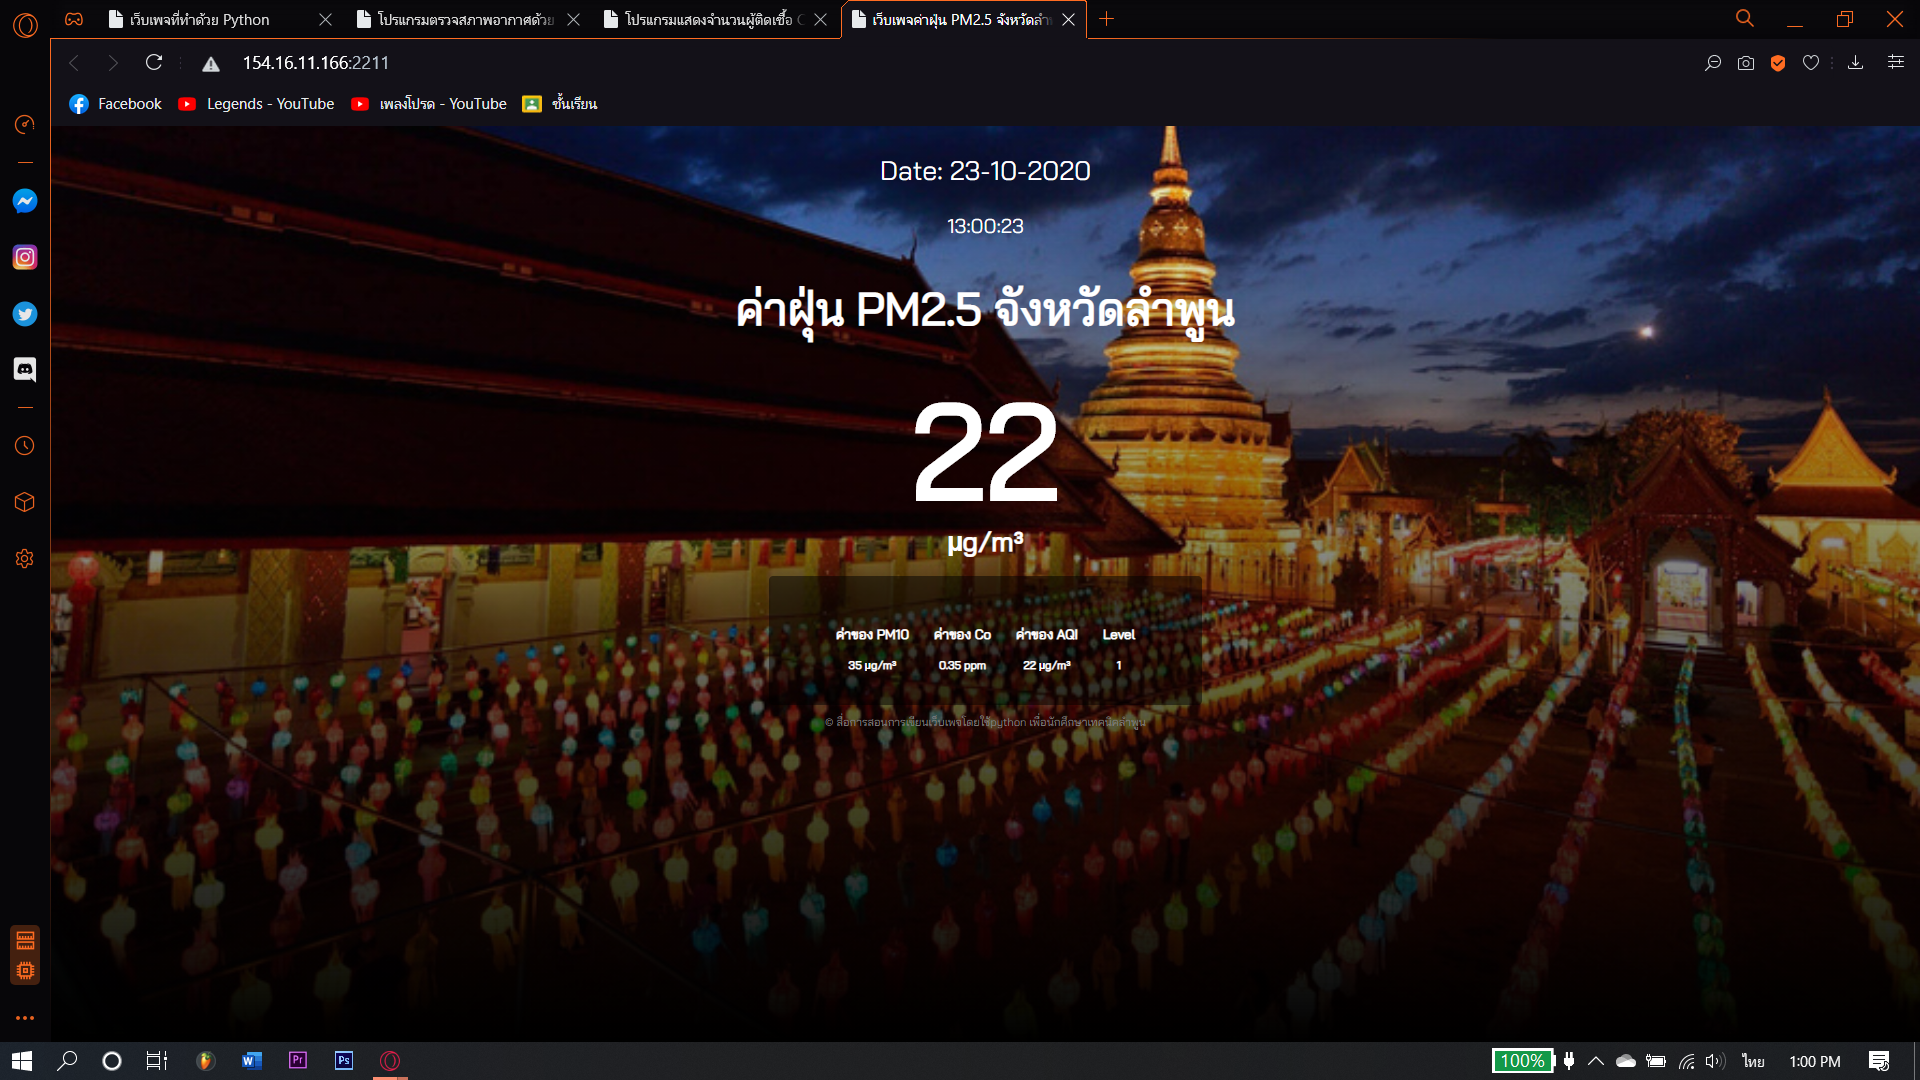 เว็บเพจที่ทำด้วย Python
โปรแกรมตรวจสภาพอากาศด้วย
โปรแกรมแสดงจำนวนผู้ติดเชื้อ C
เว็บเพจค่าฝุ่น PM2.5 จังหวัดลำพ
154.16.11.166:2211
Facebook
Legends - YouTube
เพลงโปรด - YouTube
ชั้นเรียน
Date: 23-10-2020
13:00:23
ค่าฝุ่น PM2.5 จังหวัดลำพูน
22
µg/m³
ค่าของ PM10 ค่าของ Co ค่าของ AQI Level
35 µg/m³ 0.35 ppm 22 µg/m³ 1
© สื่อการสอนการเขียนเว็บเพจโดยใช้python เพื่อนักศึกษาเทคนิคลำพูน
W Pr Ps
100%
ไทย
1:00 PM